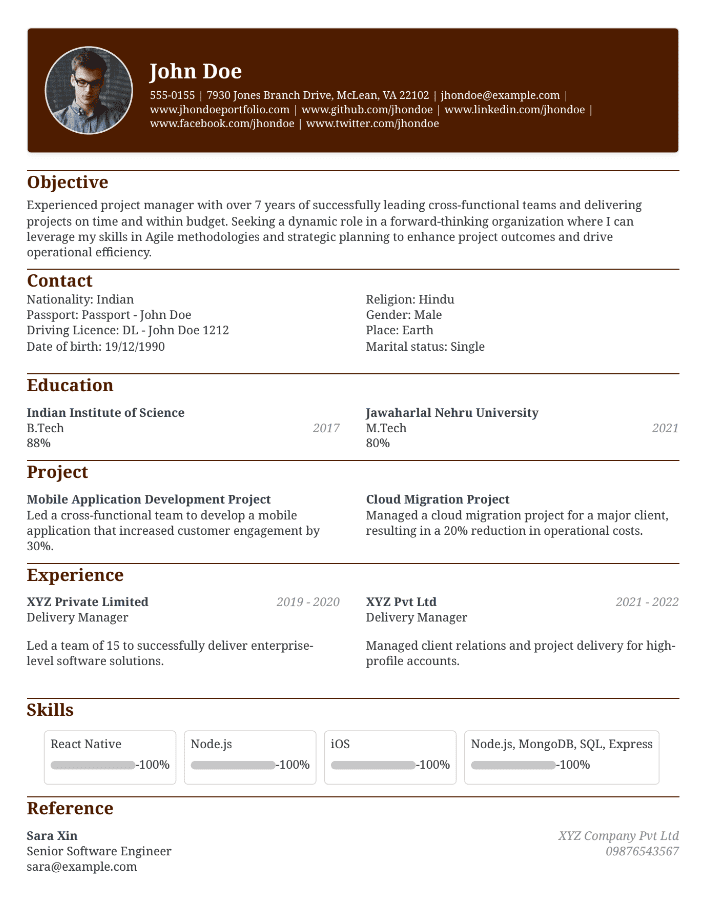 John Doe
555-0155 | 7930 Jones Branch Drive, McLean, VA 22102 | jhondoe@example.com |
www.jhondoeportfolio.com | www.github.com/jhondoe | www.linkedin.com/jhondoe |
www.facebook.com/jhondoe | www.twitter.com/jhondoe
Objective
Experienced project manager with over 7 years of successfully leading cross-functional teams and delivering
projects on time and within budget. Seeking a dynamic role in a forward-thinking organization where I can
leverage my skills in Agile methodologies and strategic planning to enhance project outcomes and drive
operational efficiency.
Contact
Nationality: Indian
Passport: Passport - John Doe
Driving Licence: DL - John Doe 1212
Date of birth: 19/12/1990
Religion: Hindu
Gender: Male
Place: Earth
Marital status: Single
Education
Indian Institute of Science
B.Tech 2017
88%
Jawaharlal Nehru University
M.Tech 2021
80%
Project
Mobile Application Development Project
Led a cross-functional team to develop a mobile
application that increased customer engagement by
30%.
Cloud Migration Project
Managed a cloud migration project for a major client,
resulting in a 20% reduction in operational costs.
Experience
XYZ Private Limited 2019 - 2020
Delivery Manager
Led a team of 15 to successfully deliver enterprise-
level software solutions.
XYZ Pvt Ltd 2021 - 2022
Delivery Manager
Managed client relations and project delivery for high-
profile accounts.
Skills
React Native
-100%
Node.js
-100%
iOS
-100%
Node.js, MongoDB, SQL, Express
-100%
Reference
Sara Xin XYZ Company Pvt Ltd
Senior Software Engineer 09876543567
sara@example.com